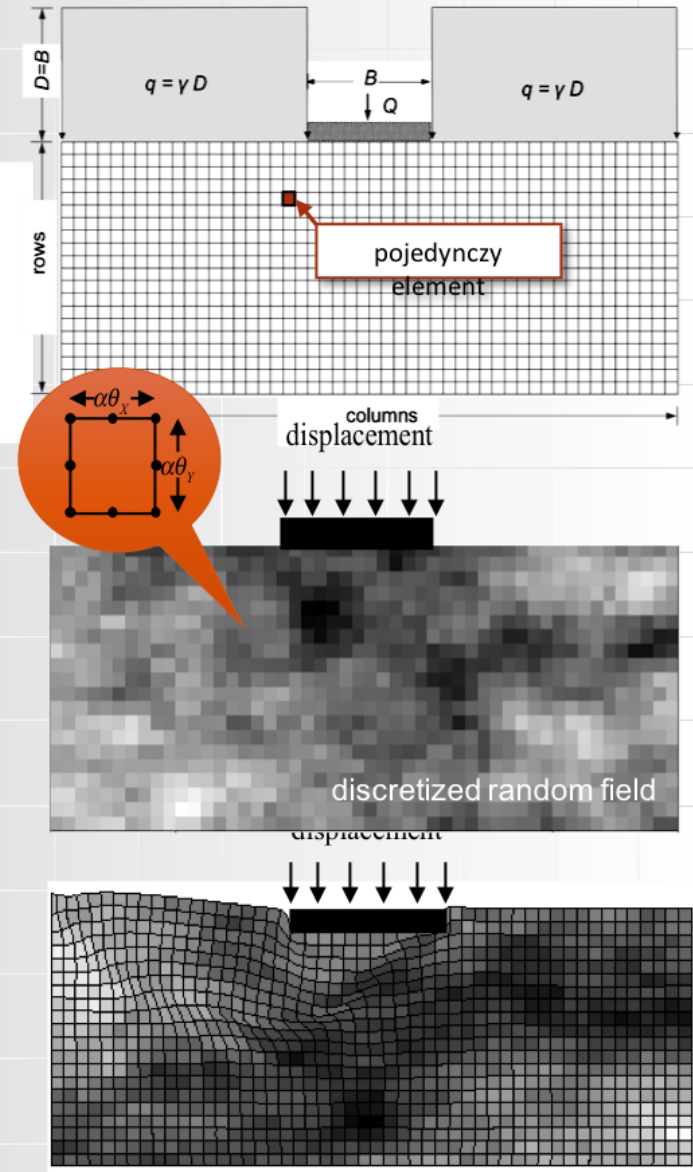 D=B
q = γ D
B
Q
q = γ D
rows
pojedynczy
element
columns
αθX
αθY
displacement
discretized random field
displacement